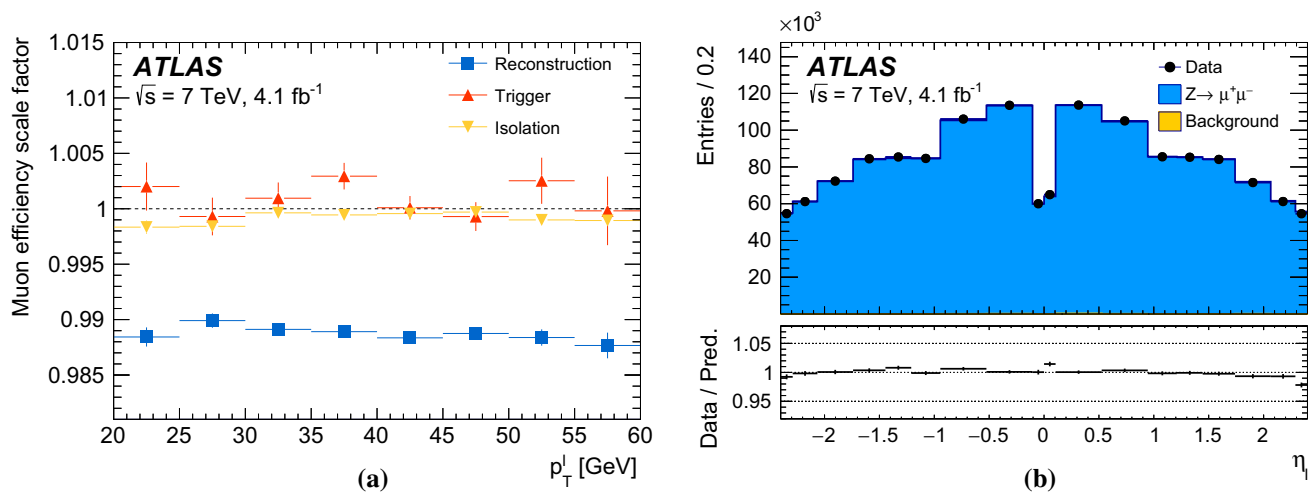 Muon efficiency scale factor
1.015
1.01
1.005
1
0.995
0.99
0.985
ATLAS
√s = 7 TeV, 4.1 fb⁻¹
Reconstruction
Trigger
Isolation
20 25 30 35 40 45 50 55 60
p_T^l [GeV]
(a)
×10³
Entries / 0.2
140
120
100
80
60
40
20
ATLAS
√s = 7 TeV, 4.1 fb⁻¹
Data
Z→ μ⁺μ⁻
Background
Data / Pred.
1.05
1
0.95
−2 −1.5 −1 −0.5 0 0.5 1 1.5 2
η_l
(b)